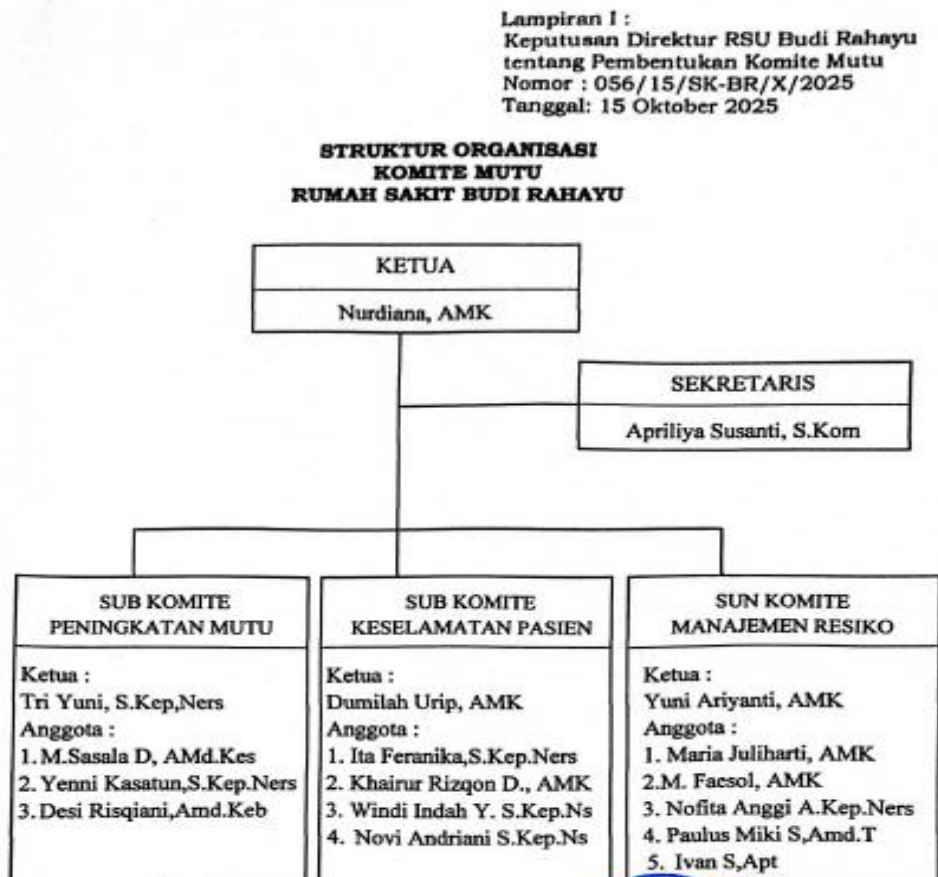 Lampiran I :
Keputusan Direktur RSU Budi Rahayu
tentang Pembentukan Komite Mutu
Nomor : 056/15/SK-BR/X/2025
Tanggal: 15 Oktober 2025
STRUKTUR ORGANISASI
KOMITE MUTU
RUMAH SAKIT BUDI RAHAYU
KETUA
Nurdiana, AMK
SEKRETARIS
Apriliya Susanti, S.Kom
SUB KOMITE
PENINGKATAN MUTU
Ketua :
Tri Yuni, S.Kep,Ners
Anggota :
1. M.Sasala D, AMd.Kes
2. Yenni Kasatun,S.Kep.Ners
3. Desi Risqiani,Amd.Keb
SUB KOMITE
KESELAMATAN PASIEN
Ketua :
Dumilah Urip, AMK
Anggota :
1. Ita Feranika,S.Kep.Ners
2. Khairur Rizqon D., AMK
3. Windi Indah Y. S.Kep.Ns
4. Novi Andriani S.Kep.Ns
SUN KOMITE
MANAJEMEN RESIKO
Ketua :
Yuni Ariyanti, AMK
Anggota :
1. Maria Juliharti, AMK
2.M. Faesol, AMK
3. Nofita Anggi A.Kep.Ners
4. Paulus Miki S,Amd.T
5. Ivan S,Apt